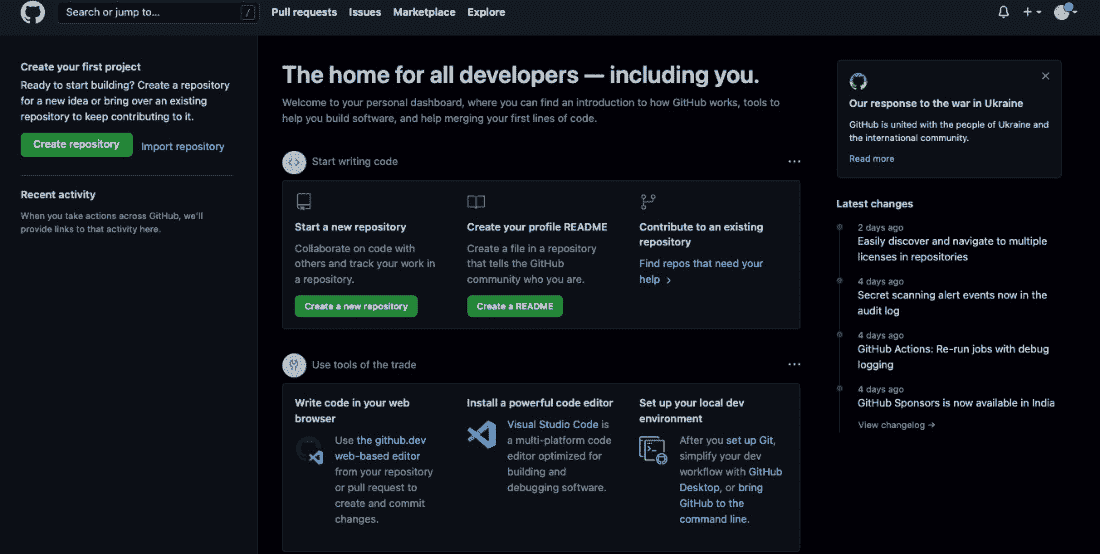 Search or jump to... /
Pull requests Issues Marketplace Explore
Create your first project
Ready to start building? Create a repository
for a new idea or bring over an existing
repository to keep contributing to it.
Create repository Import repository
Recent activity
When you take actions across GitHub, we'll
provide links to that activity here.
The home for all developers — including you.
Welcome to your personal dashboard, where you can find an introduction to how GitHub works, tools to
help you build software, and help merging your first lines of code.
Start writing code
Start a new repository
Collaborate on code with
others and track your work in
a repository.
Create a new repository
Create your profile README
Create a file in a repository
that tells the GitHub
community who you are.
Create a README
Contribute to an existing
repository
Find repos that need your
help >
Use tools of the trade
Write code in your web
browser
Use the github.dev
web-based editor
from your repository
or pull request to
create and commit
changes.
Install a powerful code editor
Visual Studio Code is
a multi-platform code
editor optimized for
building and
debugging software.
Set up your local dev
environment
After you set up Git,
simplify your dev
workflow with GitHub
Desktop, or bring
GitHub to the
command line.
Our response to the war in Ukraine
GitHub is united with the people of Ukraine and
the international community.
Read more
Latest changes
2 days ago
Easily discover and navigate to multiple
licenses in repositories
4 days ago
Secret scanning alert events now in the
audit log
4 days ago
GitHub Actions: Re-run jobs with debug
logging
4 days ago
GitHub Sponsors is now available in India
View changelog →